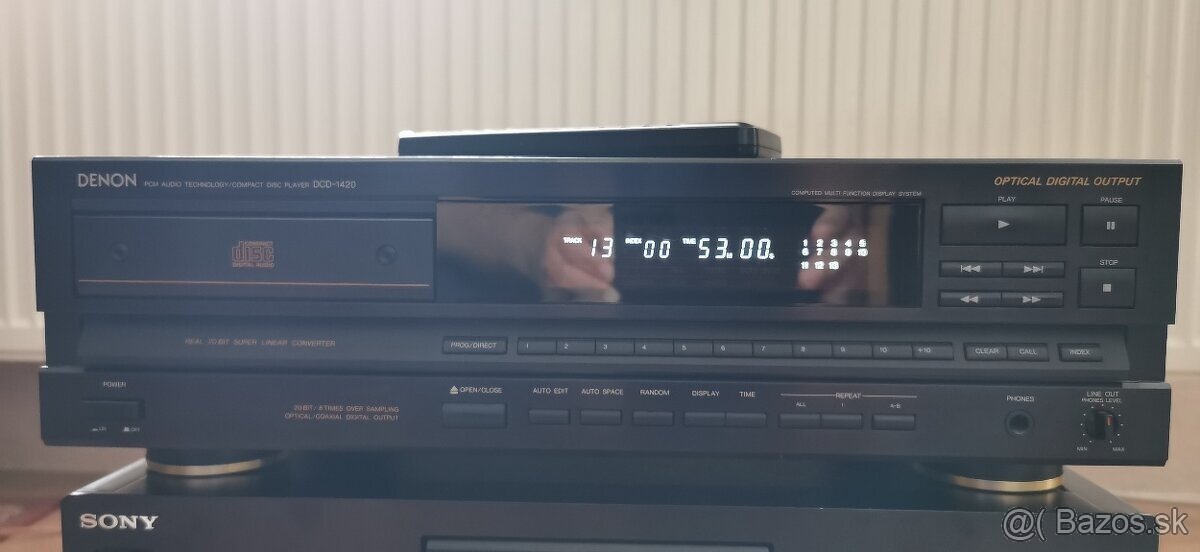 DENON PCM AUDIO TECHNOLOGY/COMPACT DISC PLAYER DCD-1420
OPTICAL DIGITAL OUTPUT
COMPUTED MULTI FUNCTION DISPLAY SYSTEM
PLAY PAUSE
COMPACT
disc
DIGITAL AUDIO
TRACK 13 INDEX 00 TIME 53.00.
1 2 3 4 5
6 7 8 9 10
11 12 13
STOP
REAL 20 BIT SUPER LINEAR CONVERTER
PROG/DIRECT 1 2 3 4 5 6 7 8 9 10 +10 CLEAR CALL INDEX
POWER
ON OFF
20 BIT / 8 TIMES OVER SAMPLING
OPTICAL/COAXIAL DIGITAL OUTPUT
OPEN/CLOSE AUTO EDIT AUTO SPACE RANDOM DISPLAY TIME
REPEAT
ALL 1 A-B
PHONES
LINE OUT
PHONES LEVEL
MIN MAX
SONY
@( Bazos.sk